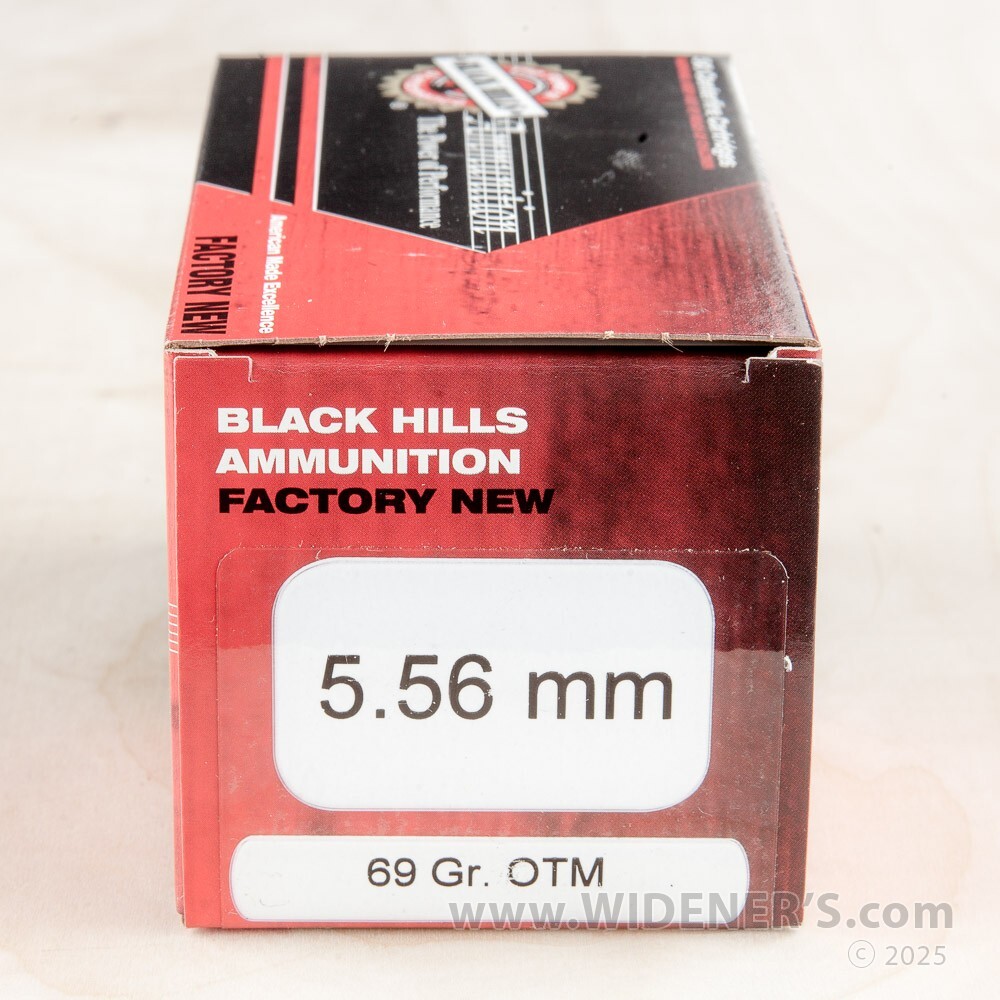 The Power of Performance
American Made Excellence
FACTORY NEW
BLACK HILLS
AMMUNITION
FACTORY NEW
5.56 mm
69 Gr. OTM
www.WIDENER'S.com
© 2025